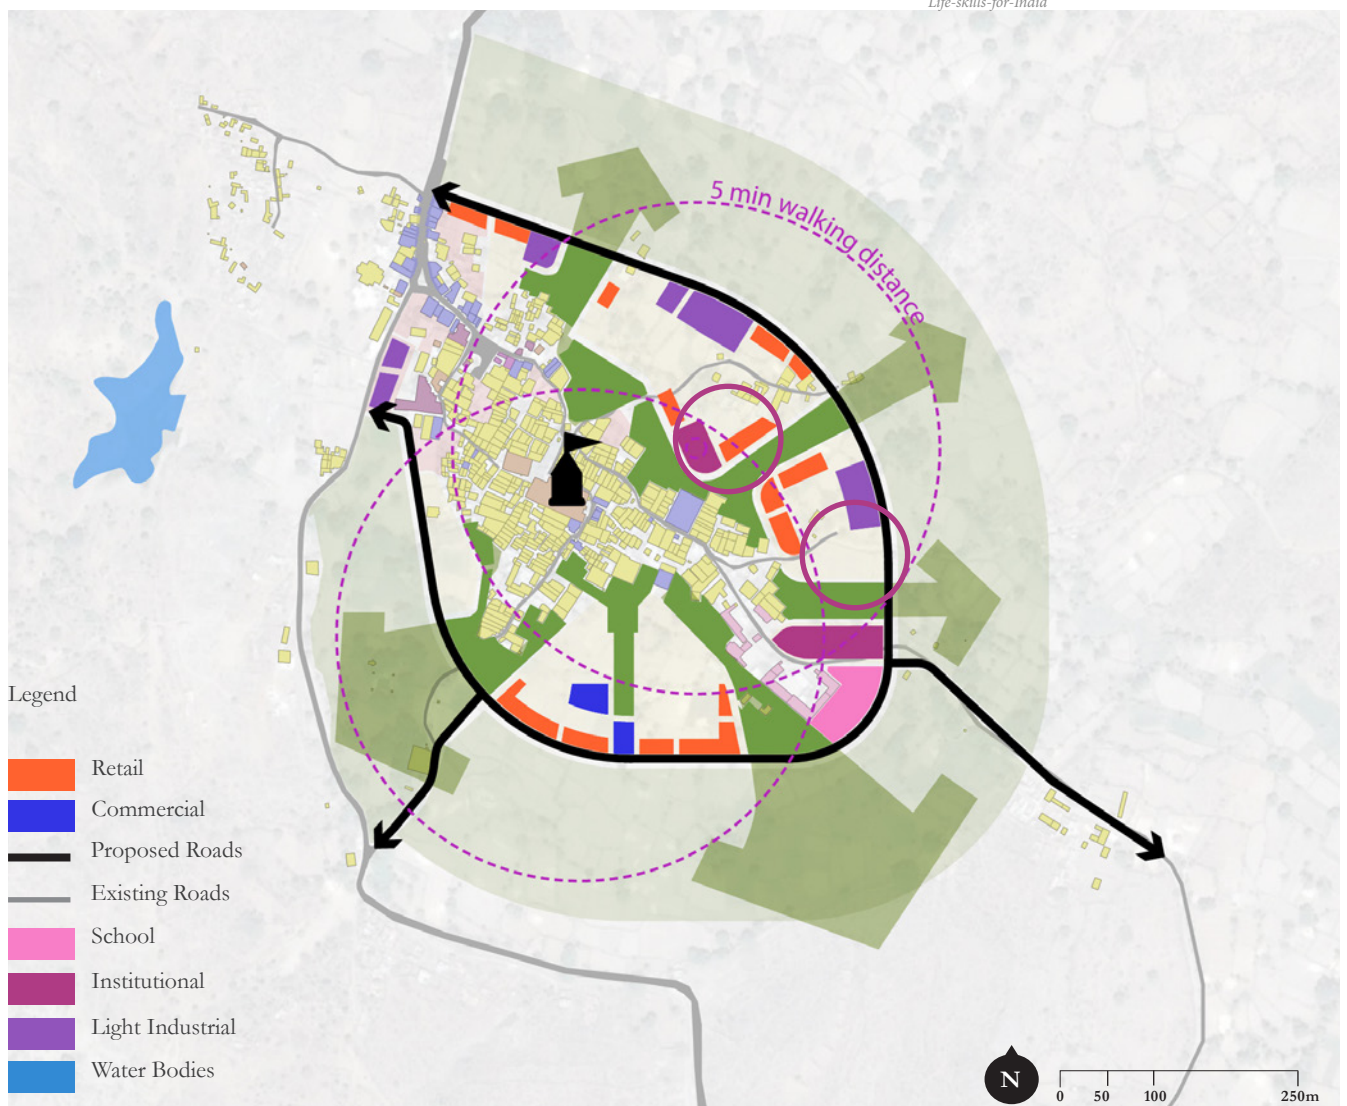 Life-skills-for-India
5 min walking distance
Legend
Retail
Commercial
Proposed Roads
Existing Roads
School
Institutional
Light Industrial
Water Bodies
N
0 50 100 250m